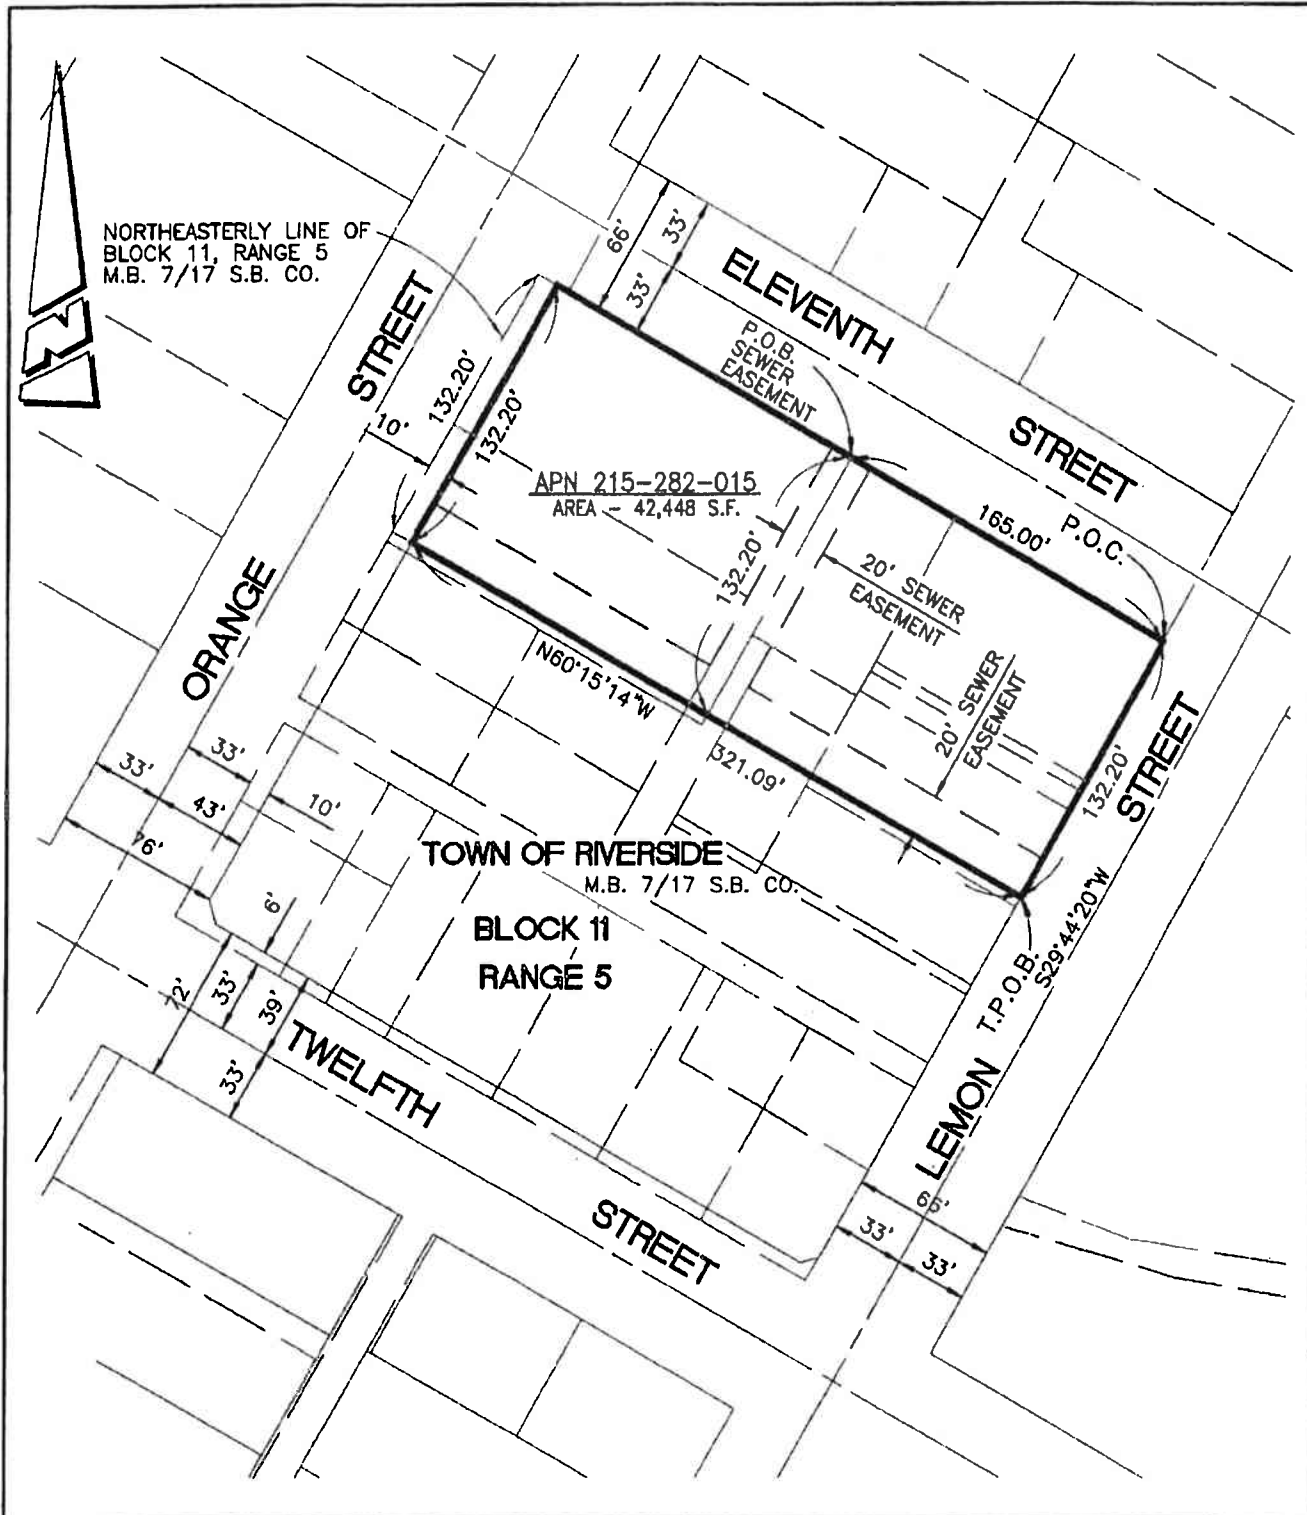 NORTHEASTERLY LINE OF
BLOCK 11, RANGE 5
M.B. 7/17 S.B. CO.
66'
33'
33'
ELEVENTH
STREET
P.O.B.
SEWER
EASEMENT
STREET
ORANGE
132.20'
132.20'
10'
APN 215-282-015
AREA - 42,448 S.F.
132.20'
165.00'
P.O.C.
20' SEWER
EASEMENT
20' SEWER
EASEMENT
N60°15'14"W
321.09'
132.20'
STREET
LEMON
T.P.O.B.
S29°44'20"W
33'
33'
43'
76'
10'
TOWN OF RIVERSIDE
M.B. 7/17 S.B. CO.
BLOCK 11
RANGE 5
6'
72'
33'
39'
33'
TWELFTH
STREET
66'
33'
33'